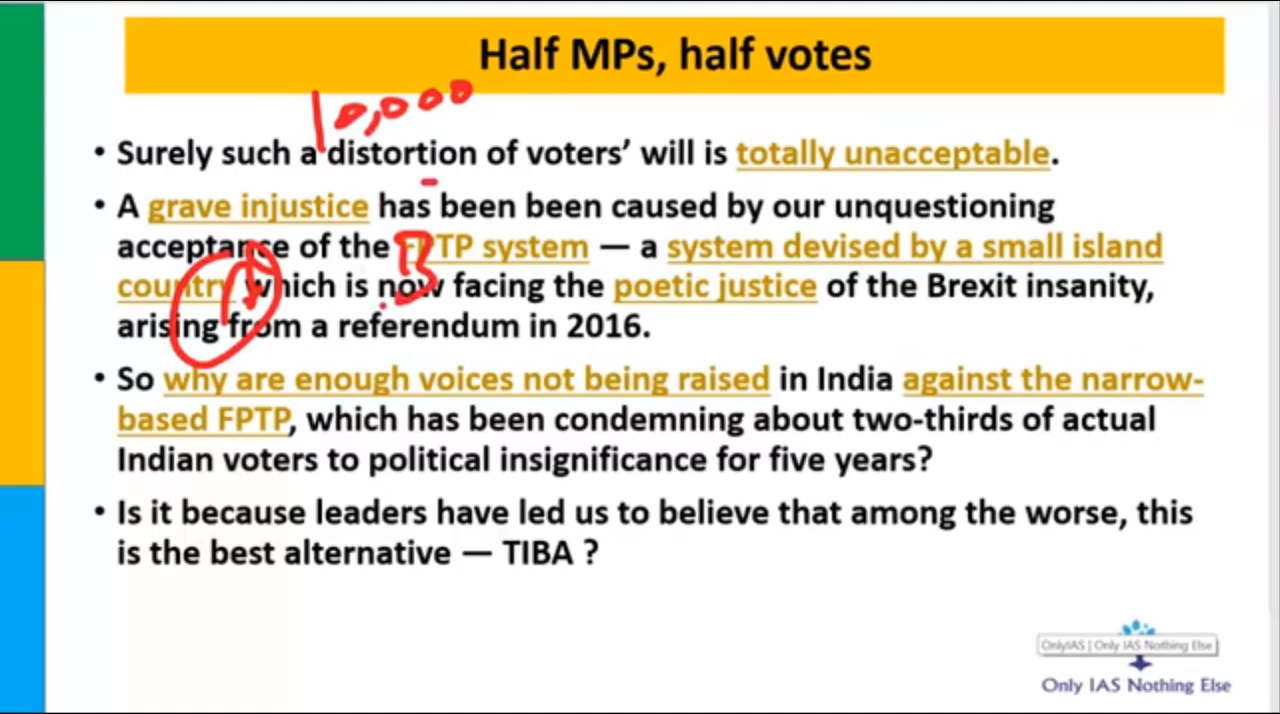 Half MPs, half votes
10,000
• Surely such a distortion of voters’ will is totally unacceptable.
• A grave injustice has been been caused by our unquestioning
acceptance of the FPTP system — a system devised by a small island
country which is now facing the poetic justice of the Brexit insanity,
arising from a referendum in 2016.
A
B
• So why are enough voices not being raised in India against the narrow-
based FPTP, which has been condemning about two-thirds of actual
Indian voters to political insignificance for five years?
• Is it because leaders have led us to believe that among the worse, this
is the best alternative — TIBA ?
OnlyIAS | Only IAS Nothing Else
Only IAS Nothing Else